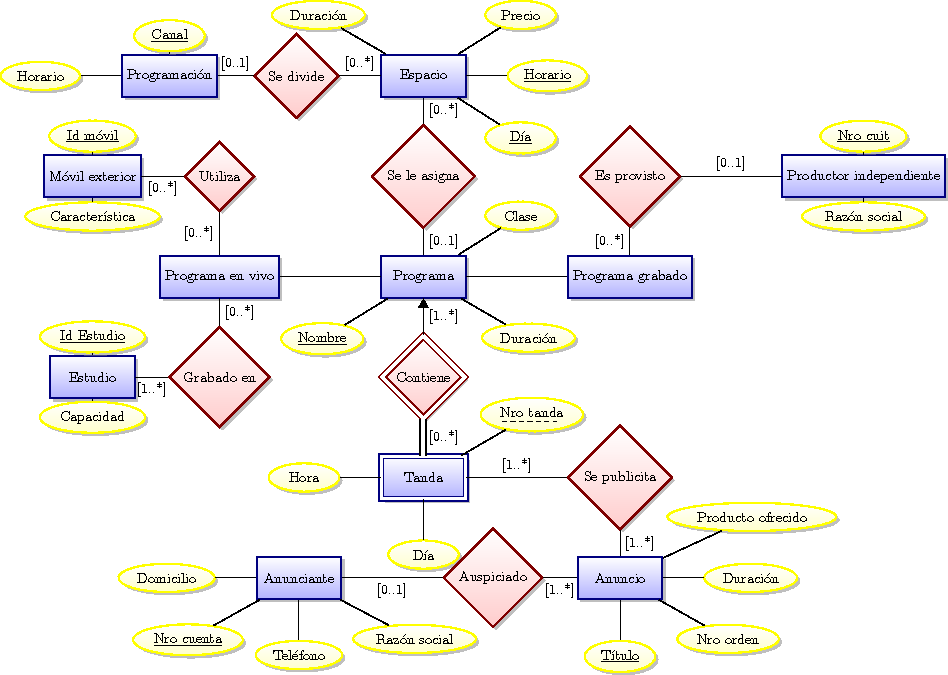 Duración
Precio
Canal
[0..1]
[0..*]
Horario
Programación
Se divide
Espacio
Horario
[0..*]
Día
Id móvil
Nro cuit
[0..1]
Móvil exterior
[0..*]
Utiliza
Se le asigna
Es provisto
Productor independiente
Característica
Clase
Razón social
[0..*]
[0..1]
[0..*]
Programa en vivo
Programa
Programa grabado
[0..*]
[1..*]
Id Estudio
Nombre
Duración
Estudio
[1..*]
Grabado en
Contiene
Capacidad
Nro tanda
[0..*]
[1..*]
Hora
Tanda
Se publicita
Producto ofrecido
[1..*]
Día
Domicilio
Anunciante
[0..1]
Auspiciado
[1..*]
Anuncio
Duración
Nro cuenta
Razón social
Nro orden
Teléfono
Título